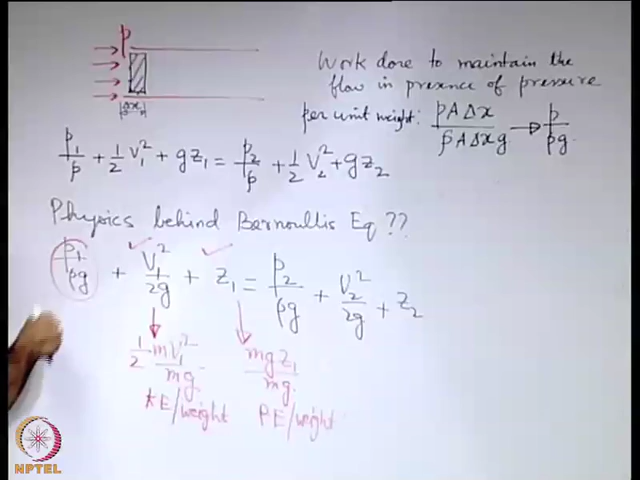 p
Δx
Work done to maintain the
flow in presence of pressure
per unit weight: pAΔx/ρAΔxg → p/ρg
p₁/ρ + 1/2 V₁² + gZ₁ = p₂/ρ + 1/2 V₂² + gZ₂
Physics behind Barnoullis Eq ??
p₁/ρg + V₁²/2g + Z₁ = p₂/ρg + V₂²/2g + Z₂
1/2 mV₁²/mg mgZ₁/mg
KE/weight PE/weight
NPTEL